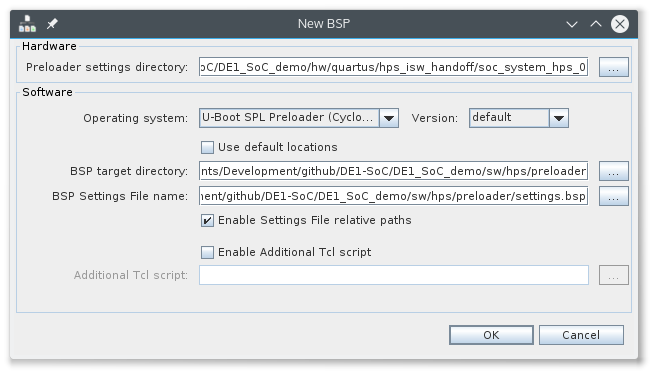 New BSP
Hardware
Preloader settings directory: oC/DE1_SoC_demo/hw/quartus/hps_isw_handoff/soc_system_hps_0 ...
Software
Operating system: U-Boot SPL Preloader (Cyclo... Version: default
Use default locations
BSP target directory: nts/Development/github/DE1-SoC/DE1_SoC_demo/sw/hps/preloader ...
BSP Settings File name: nent/github/DE1-SoC/DE1_SoC_demo/sw/hps/preloader/settings.bsp ...
Enable Settings File relative paths
Enable Additional Tcl script
Additional Tcl script: ...
OK Cancel